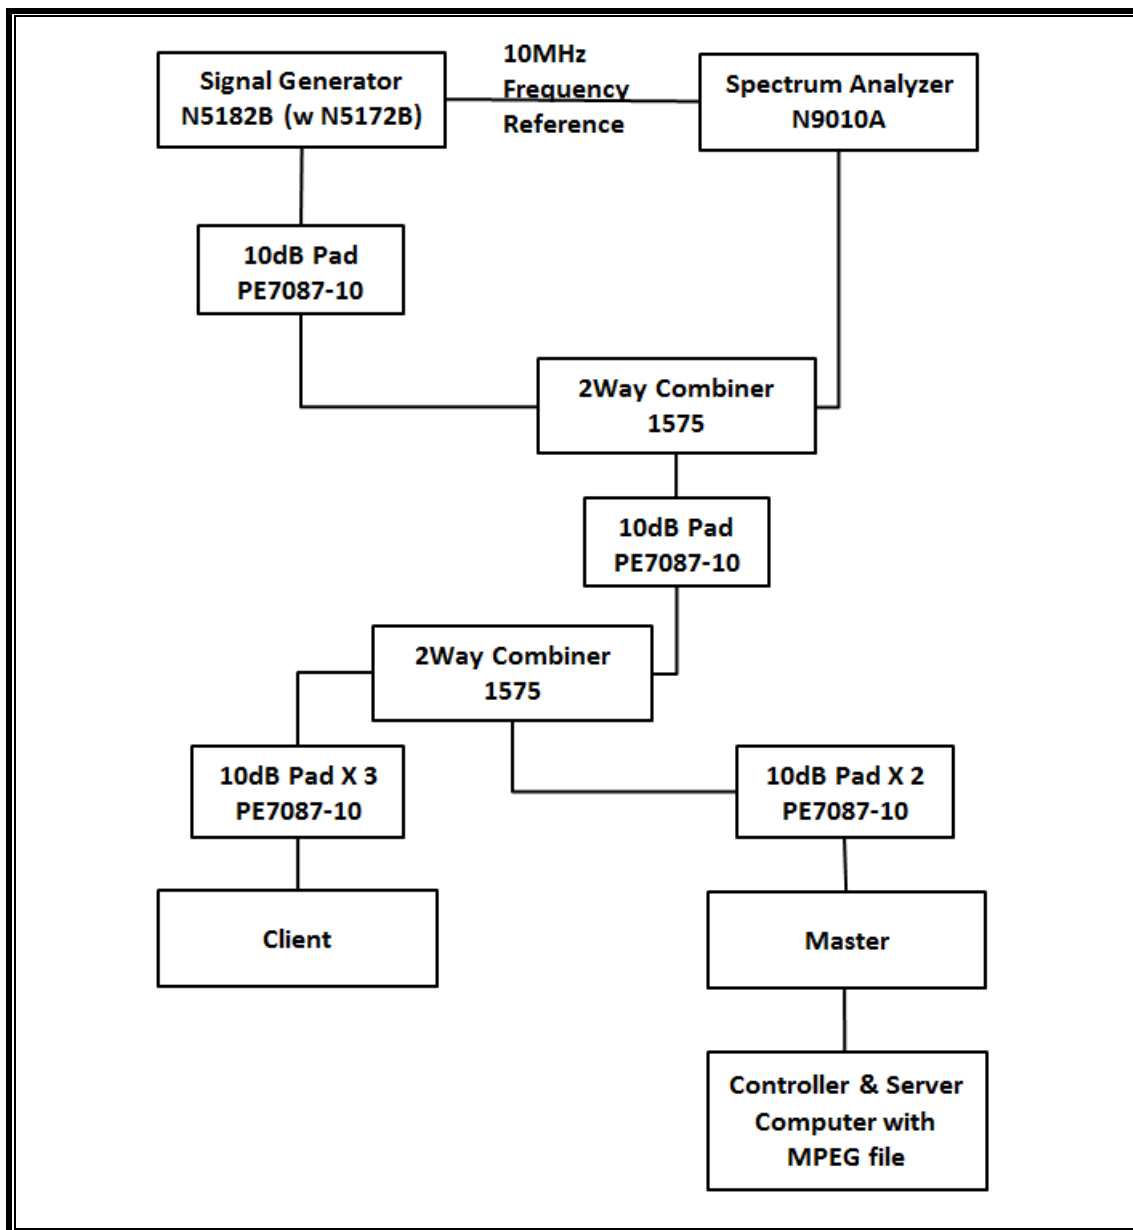 Signal Generator
N5182B (w N5172B)
10MHz
Frequency
Reference
Spectrum Analyzer
N9010A
10dB Pad
PE7087-10
2Way Combiner
1575
10dB Pad
PE7087-10
2Way Combiner
1575
10dB Pad X 3
PE7087-10
10dB Pad X 2
PE7087-10
Client
Master
Controller & Server
Computer with
MPEG file